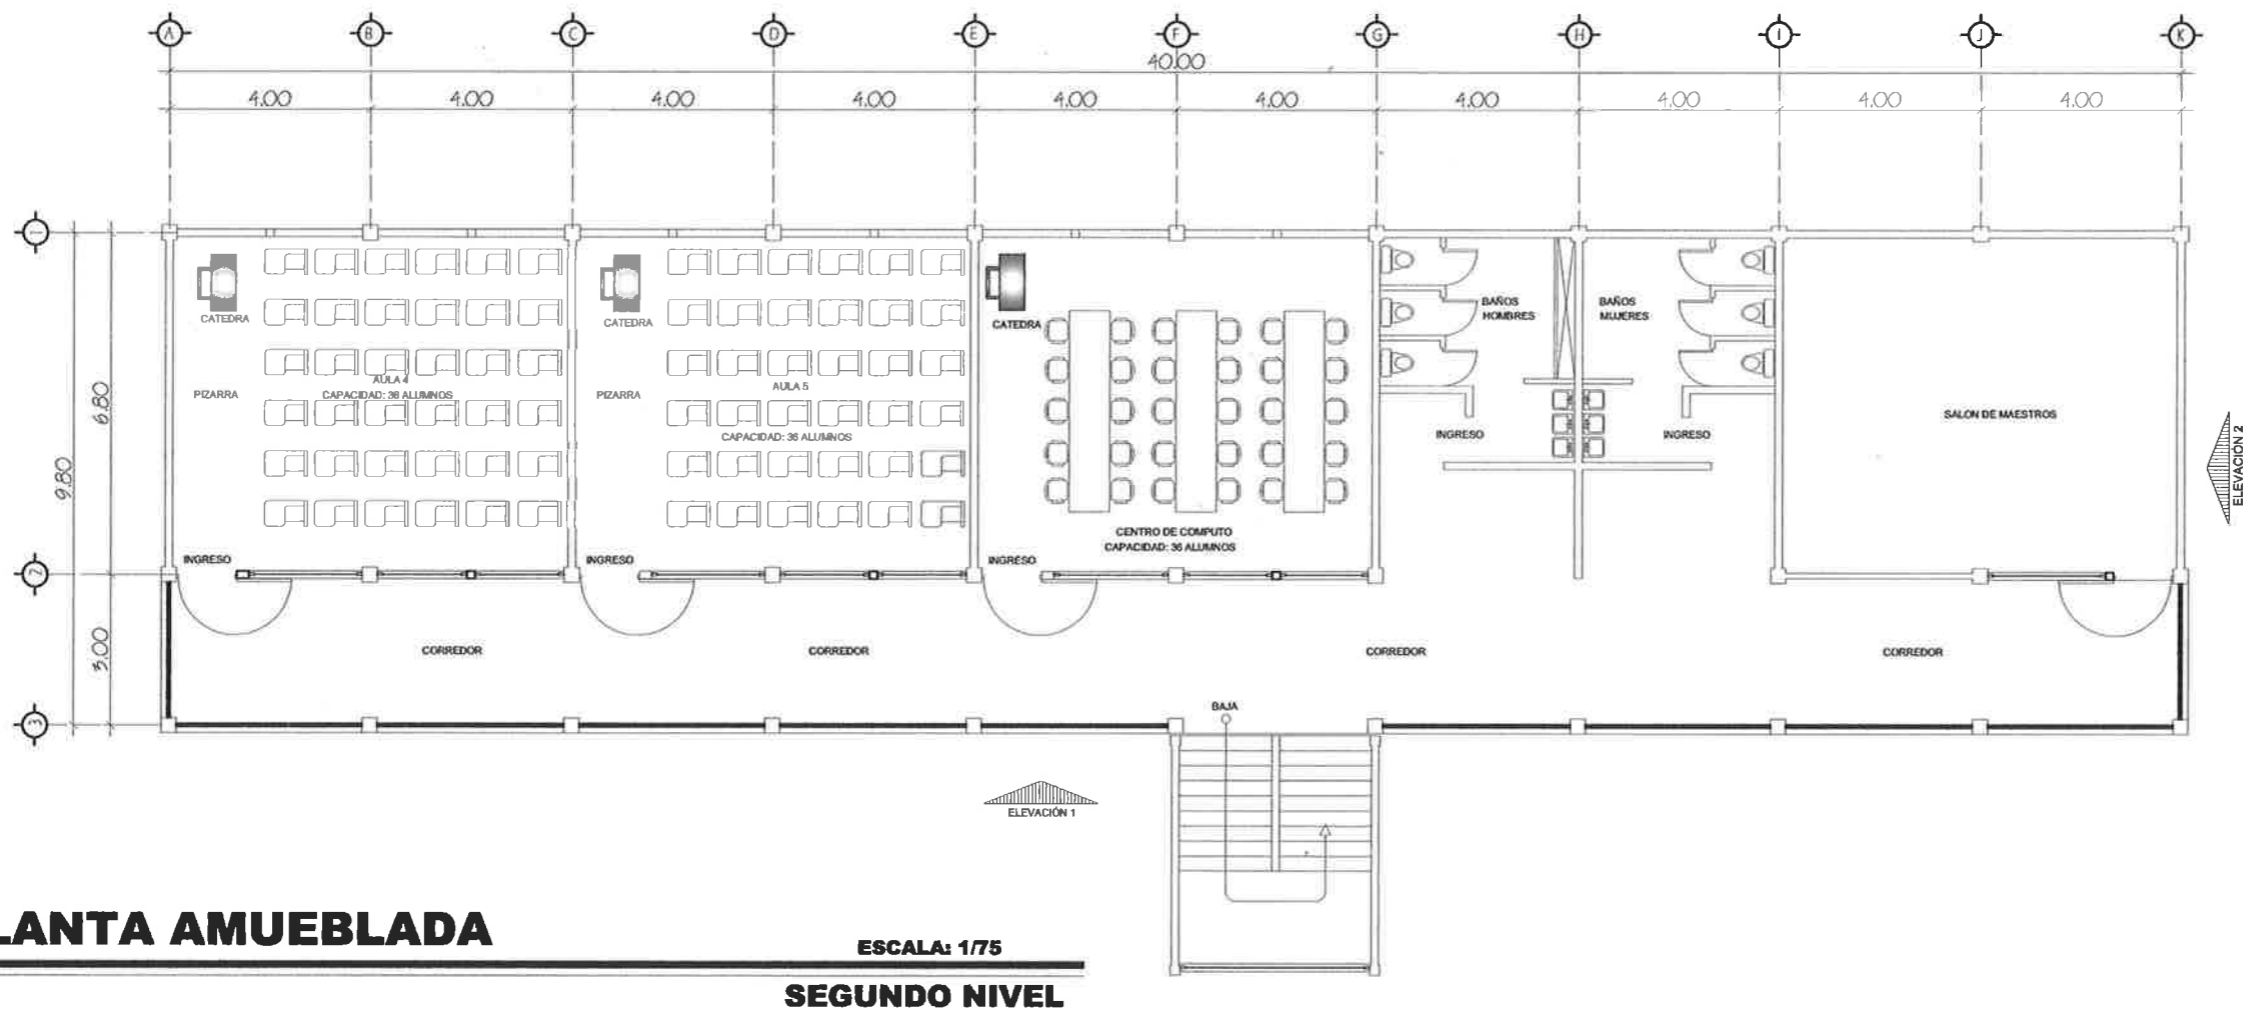 A B C D E F G H I J K
40.00
4.00 4.00 4.00 4.00 4.00 4.00 4.00 4.00 4.00 4.00
1
CATEDRA
CATEDRA
CATEDRA
BAÑOS
HOMBRES
BAÑOS
MUJERES
6.80
9.80
PIZARRA
AULA 4
CAPACIDAD: 36 ALUMNOS
PIZARRA
AULA 5
CAPACIDAD: 36 ALUMNOS
INGRESO
INGRESO
SALON DE MAESTROS
ELEVACIÓN 2
CENTRO DE COMPUTO
CAPACIDAD: 36 ALUMNOS
INGRESO
INGRESO
INGRESO
2
3.00
CORREDOR
CORREDOR
CORREDOR
CORREDOR
3
BAJA
ELEVACIÓN 1
LANTA AMUEBLADA
ESCALA: 1/75
SEGUNDO NIVEL